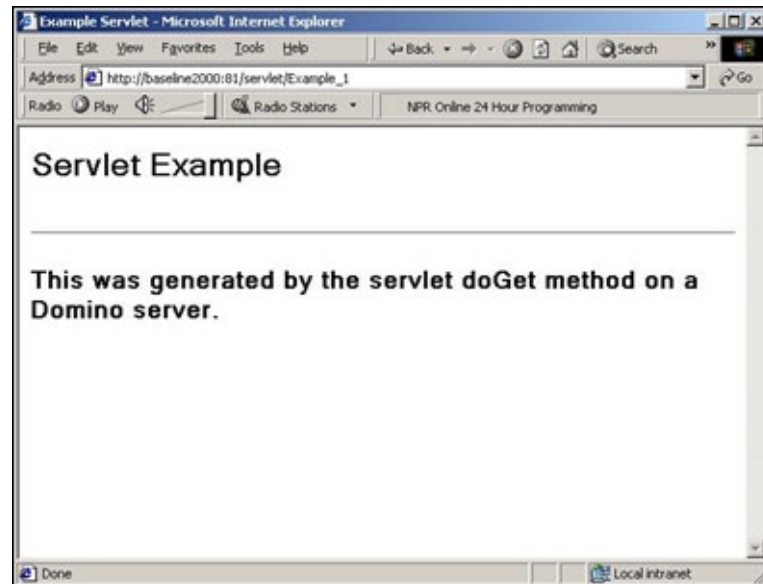 Example Servlet - Microsoft Internet Explorer
File Edit View Favorites Tools Help Back Search »
Address http://baseline2000:81/servlet/Example_1 Go
Radio Play Radio Stations NPR Online 24 Hour Programming
Servlet Example
This was generated by the servlet doGet method on a
Domino server.
Done Local intranet